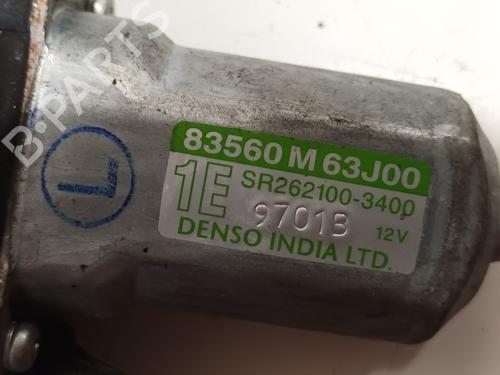 B-PARTS
L
83560 M 63J00
1E SR262100-3400
9701B 12V
DENSO INDIA LTD.